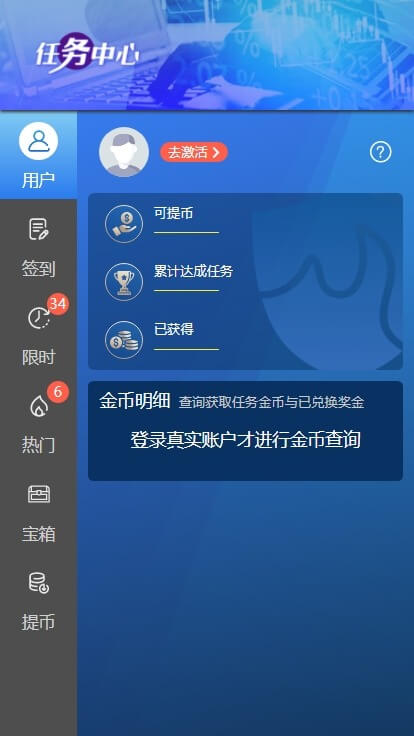 任务中心
用户
签到
34
限时
6
热门
宝箱
提币
去激活
?
可提币
累计达成任务
已获得
金币明细 查询获取任务金币与已兑换奖金
登录真实账户才进行金币查询